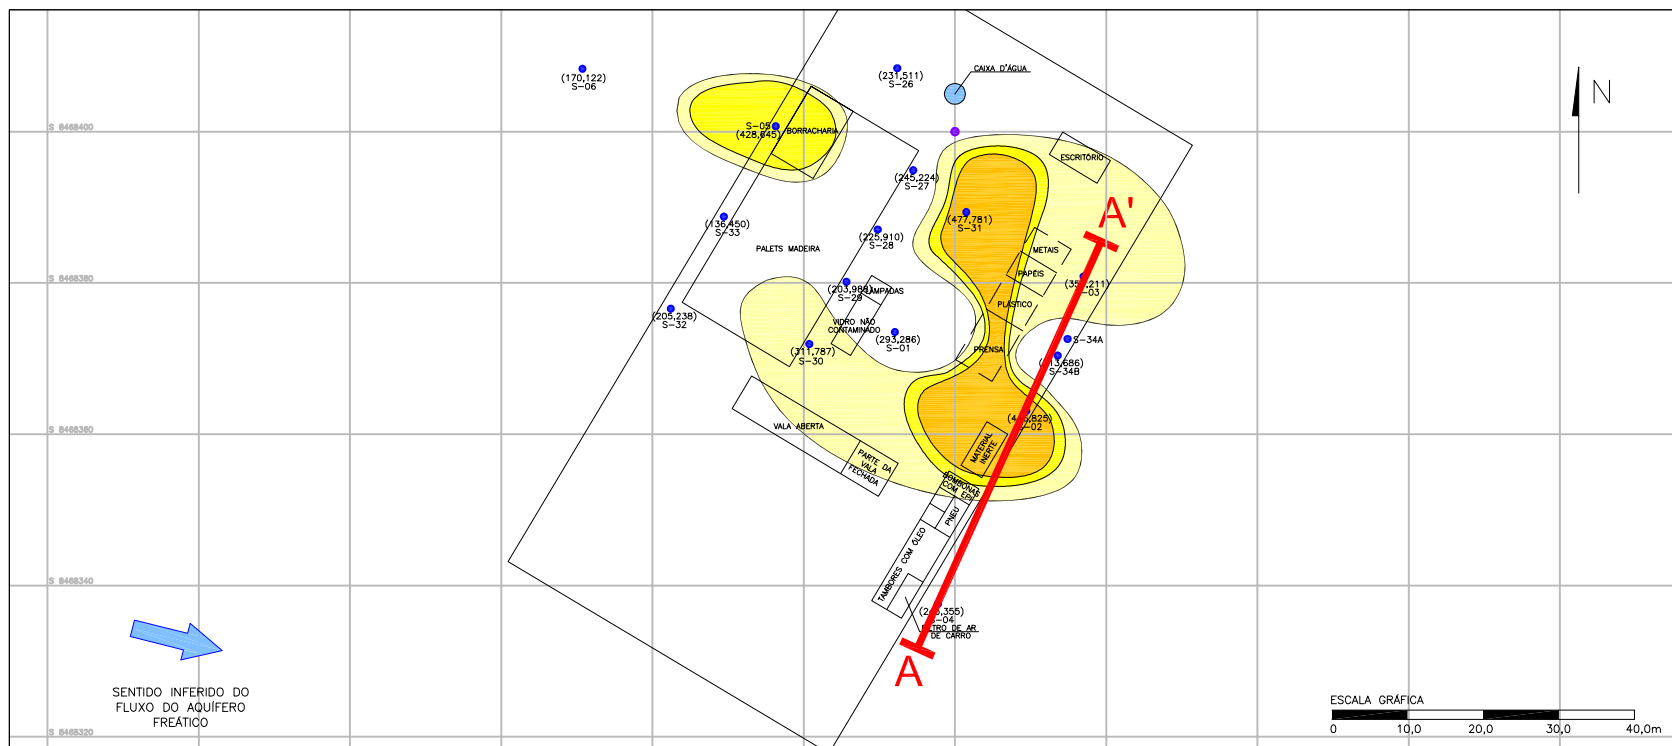 (170,122)
S-06
(231,511)
S-26
CAIXA D'ÁGUA
N
S 8468400
S-05
(428,645)
BORRACHARIA
ESCRITÓRIO
(245,224)
S-27
(136,450)
S-33
(477,781)
S-31
A'
(225,910)
S-28
PALETS MADEIRA
METAIS
PAPÉIS
S 8468380
LÂMPADAS
S-29
PLÁSTICO
(205,238)
S-32
VIDRO NÃO
CONTAMINADO
(293,286)
S-01
S-34A
(311,787)
S-30
PRENSA
S-34B
VALA ABERTA
S 8468360
MATERIAL
INERTE
PARTE DA
VALA
FECHADA
BOMBONAS
COM EPI
PNEU
TAMBORES COM ÓLEO
S 8468340
DE CARRO
A
SENTIDO INFERIDO DO
FLUXO DO AQUÍFERO
FREÁTICO
ESCALA GRÁFICA
0 10,0 20,0 30,0 40,0m
S 8468320